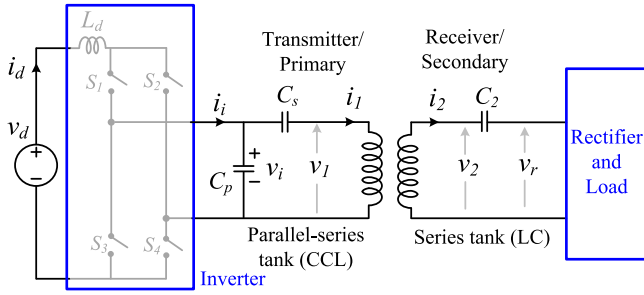 L_d
Transmitter/
Primary
Receiver/
Secondary
i_d
S_1
S_2
i_i
C_s
i_1
i_2
C_2
v_d
C_p
v_i
v_1
v_2
v_r
Rectifier
and
Load
S_3
S_4
Parallel-series
tank (CCL)
Series tank (LC)
Inverter